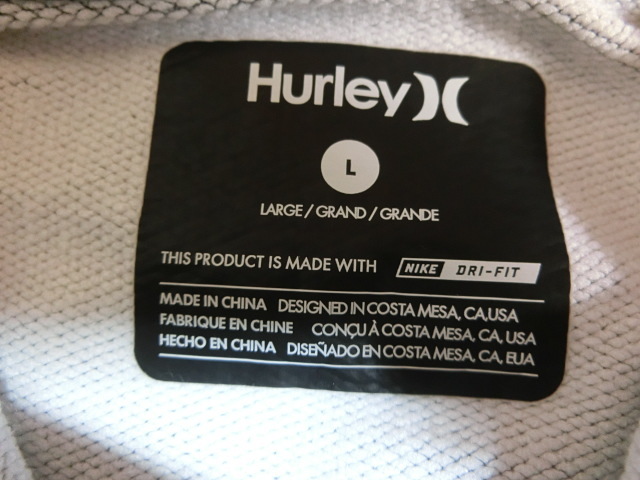 Hurley
L
LARGE / GRAND / GRANDE
THIS PRODUCT IS MADE WITH NIKE DRI-FIT
MADE IN CHINA DESIGNED IN COSTA MESA, CA,USA
FABRIQUE EN CHINE CONÇU À COSTA MESA, CA, USA
HECHO EN CHINA DISEÑADO EN COSTA MESA, CA, EUA